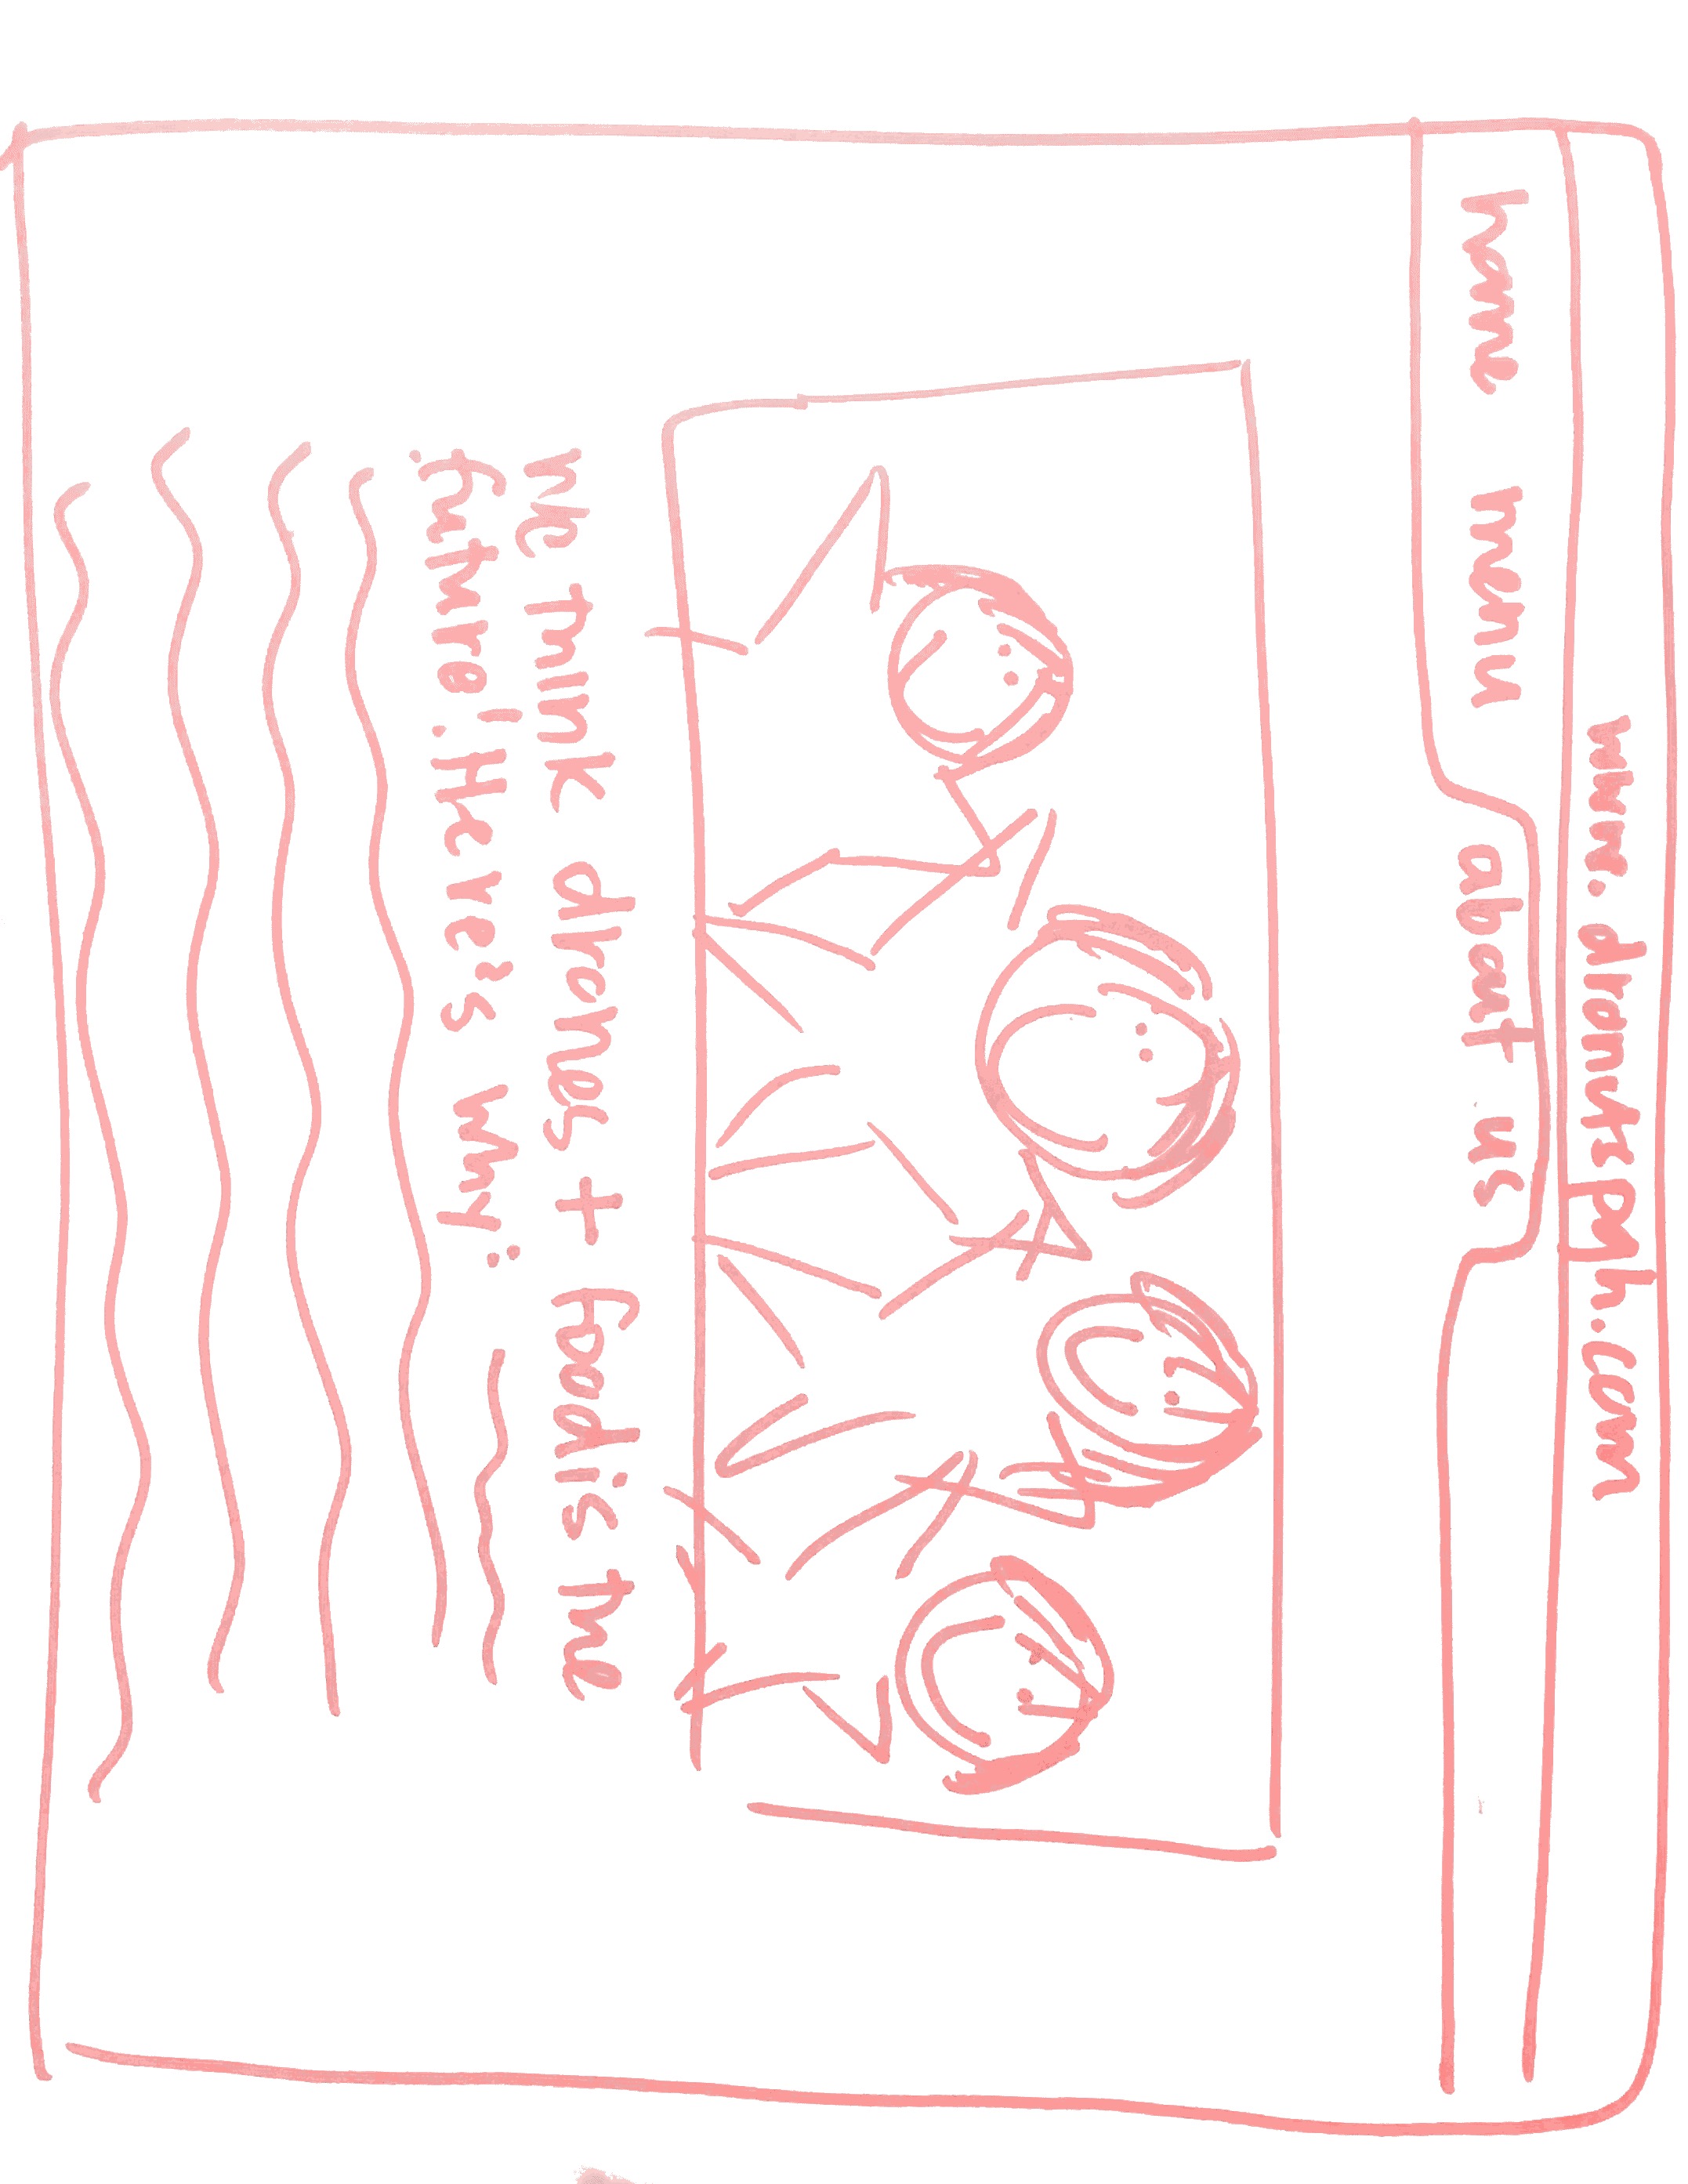 www.dronutspgh.com
home menu about us
we think drones + food is the
future! Here's why: